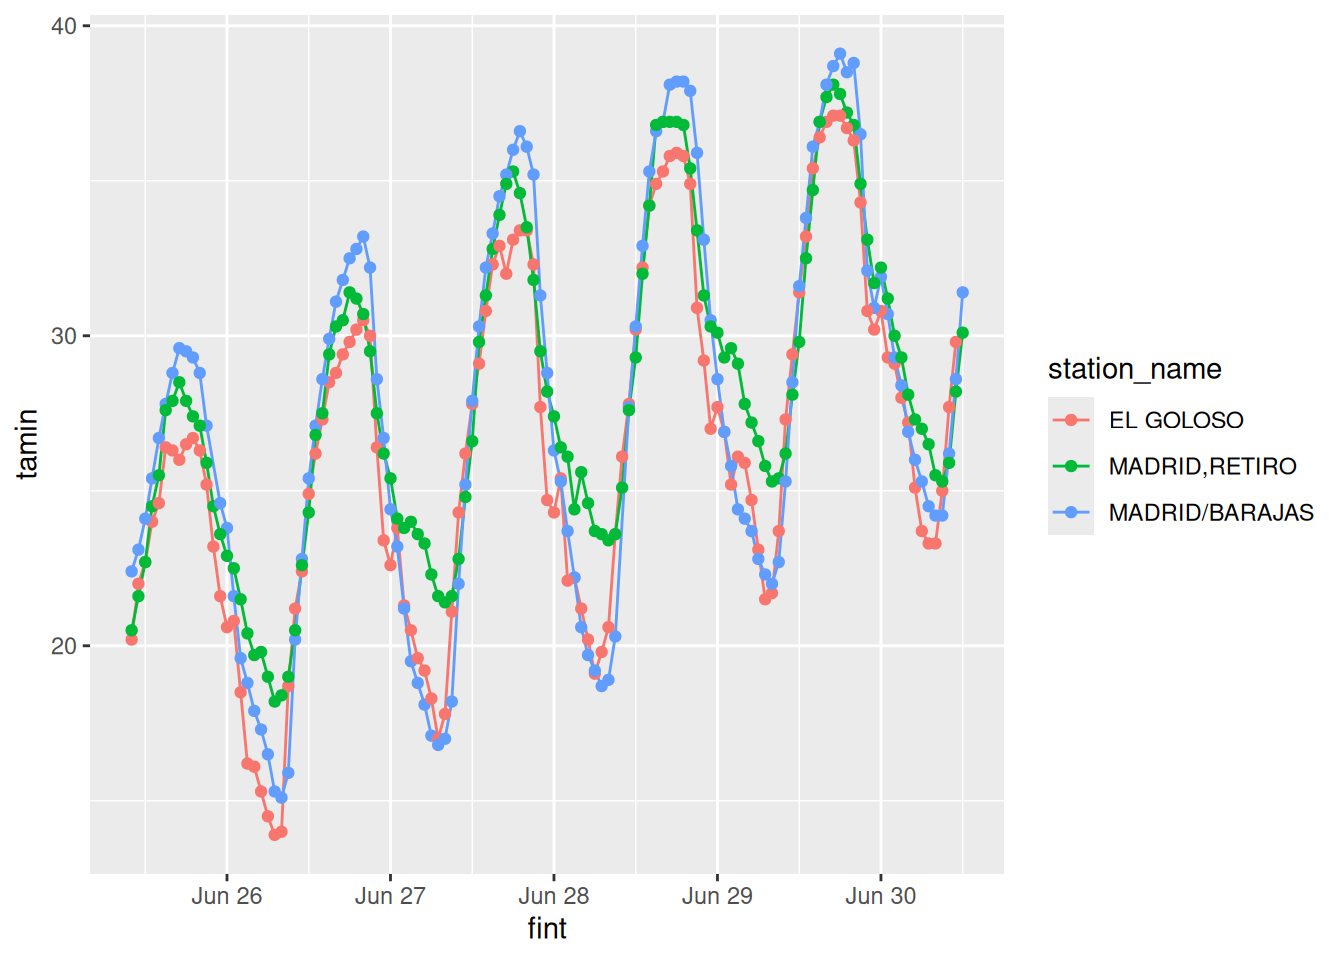 40
30
20
tamin
Jun 26
Jun 27
Jun 28
Jun 29
Jun 30
fint
station_name
EL GOLOSO
MADRID,RETIRO
MADRID/BARAJAS